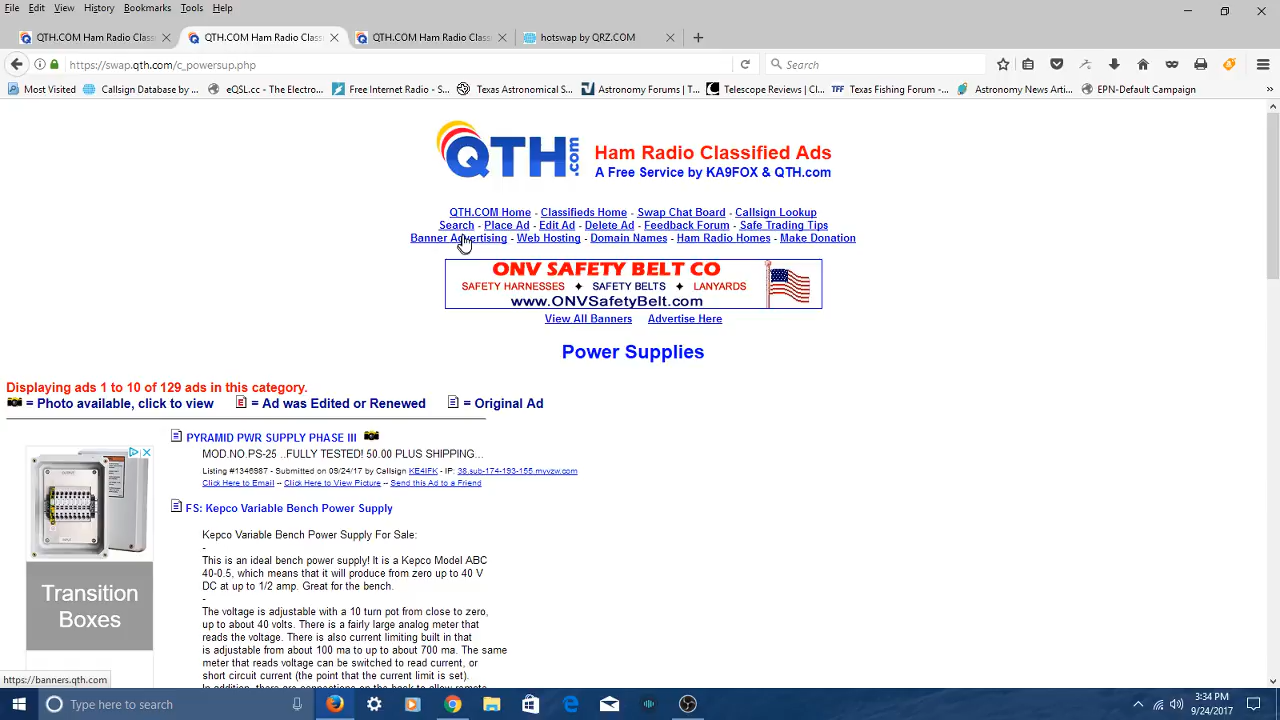 File Edit View History Bookmarks Tools Help
QTH.COM Ham Radio Class
QTH.COM Ham Radio Class
QTH.COM Ham Radio Class
hotswap by QRZ.COM
https://swap.qth.com/c_powersup.php
Search
Most Visited
Callsign Database by ...
eQSL.cc - The Electro...
Free Internet Radio - ...
Texas Astronomical S...
Astronomy Forums | T...
Telescope Reviews | C...
Texas Fishing Forum - ...
Astronomy News Arti...
EPN-Default Campaign
QTH.com
Ham Radio Classified Ads
A Free Service by KA9FOX & QTH.com
QTH.COM Home - Classifieds Home - Swap Chat Board - Callsign Lookup
Search - Place Ad - Edit Ad - Delete Ad - Feedback Forum - Safe Trading Tips
Banner Advertising - Web Hosting - Domain Names - Ham Radio Homes - Make Donation
ONV SAFETY BELT CO
SAFETY HARNESSES ✦ SAFETY BELTS ✦ LANYARDS
www.ONVSafetyBelt.com
View All Banners Advertise Here
Power Supplies
Displaying ads 1 to 10 of 129 ads in this category.
= Photo available, click to view E = Ad was Edited or Renewed = Original Ad
PYRAMID PWR SUPPLY PHASE III
MOD.NO.PS-25 ..FULLY TESTED! 50.00 PLUS SHIPPING...
Listing #1346987 - Submitted on 09/24/17 by Callsign KE4IFK - IP: 38.sub-174-193-155.myvzw.com
Click Here to Email -- Click Here to View Picture -- Send this Ad to a Friend
FS: Kepco Variable Bench Power Supply
Kepco Variable Bench Power Supply For Sale:
-
This is an ideal bench power supply! It is a Kepco Model ABC
40-0.5, which means that it will produce from zero up to 40 V
DC at up to 1/2 amp. Great for the bench.
-
The voltage is adjustable with a 10 turn pot from close to zero,
up to about 40 volts. There is a fairly large analog meter that
reads the voltage. There is also current limiting built in that
is adjustable from about 100 ma to up to about 700 ma. The same
meter that reads voltage can be switched to read current, or
short circuit current (the point that the current is limited.
Transition
Boxes
https://banners.qth.com
Type here to search
3:34 PM
9/24/2017